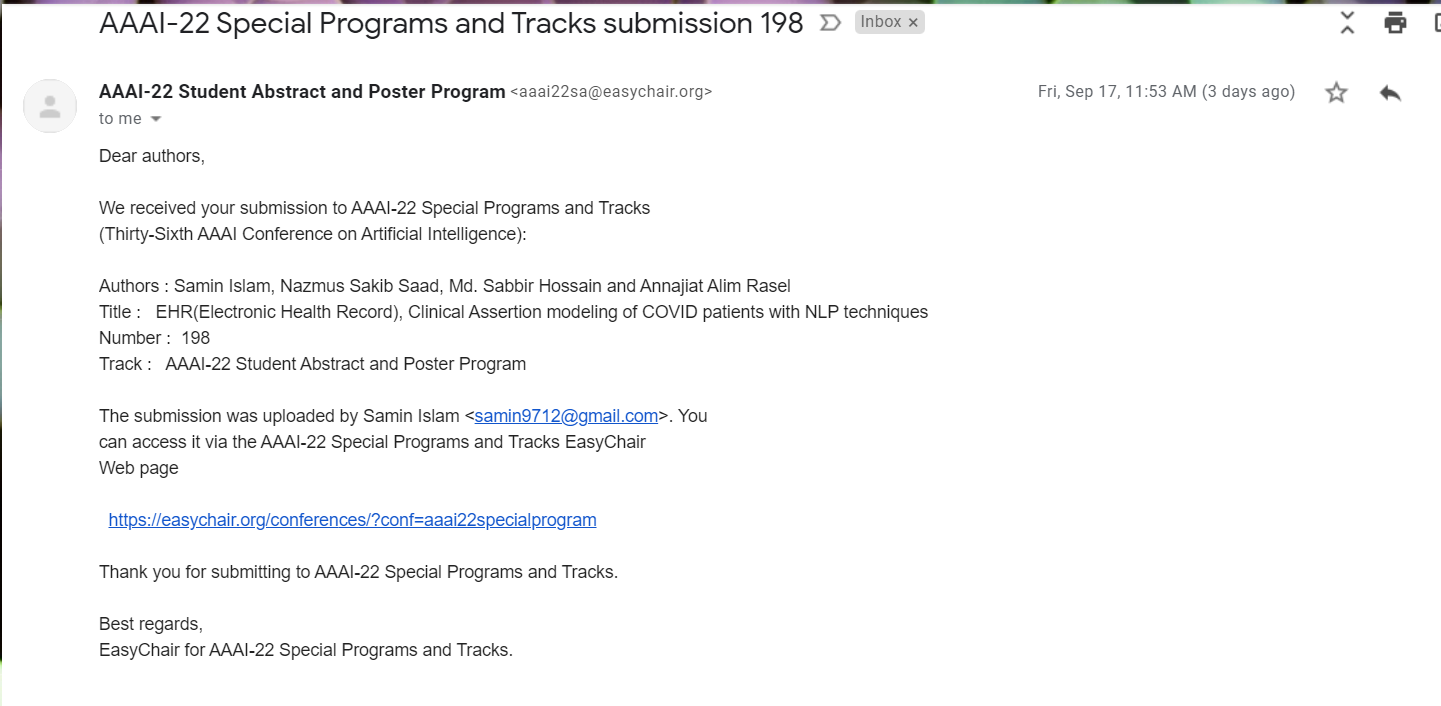 AAAI-22 Special Programs and Tracks submission 198 Inbox ×
AAAI-22 Student Abstract and Poster Program <aaai22sa@easychair.org> Fri, Sep 17, 11:53 AM (3 days ago)
to me
Dear authors,
We received your submission to AAAI-22 Special Programs and Tracks
(Thirty-Sixth AAAI Conference on Artificial Intelligence):
Authors : Samin Islam, Nazmus Sakib Saad, Md. Sabbir Hossain and Annajiat Alim Rasel
Title : EHR(Electronic Health Record), Clinical Assertion modeling of COVID patients with NLP techniques
Number : 198
Track : AAAI-22 Student Abstract and Poster Program
The submission was uploaded by Samin Islam <samin9712@gmail.com>. You
can access it via the AAAI-22 Special Programs and Tracks EasyChair
Web page
https://easychair.org/conferences/?conf=aaai22specialprogram
Thank you for submitting to AAAI-22 Special Programs and Tracks.
Best regards,
EasyChair for AAAI-22 Special Programs and Tracks.